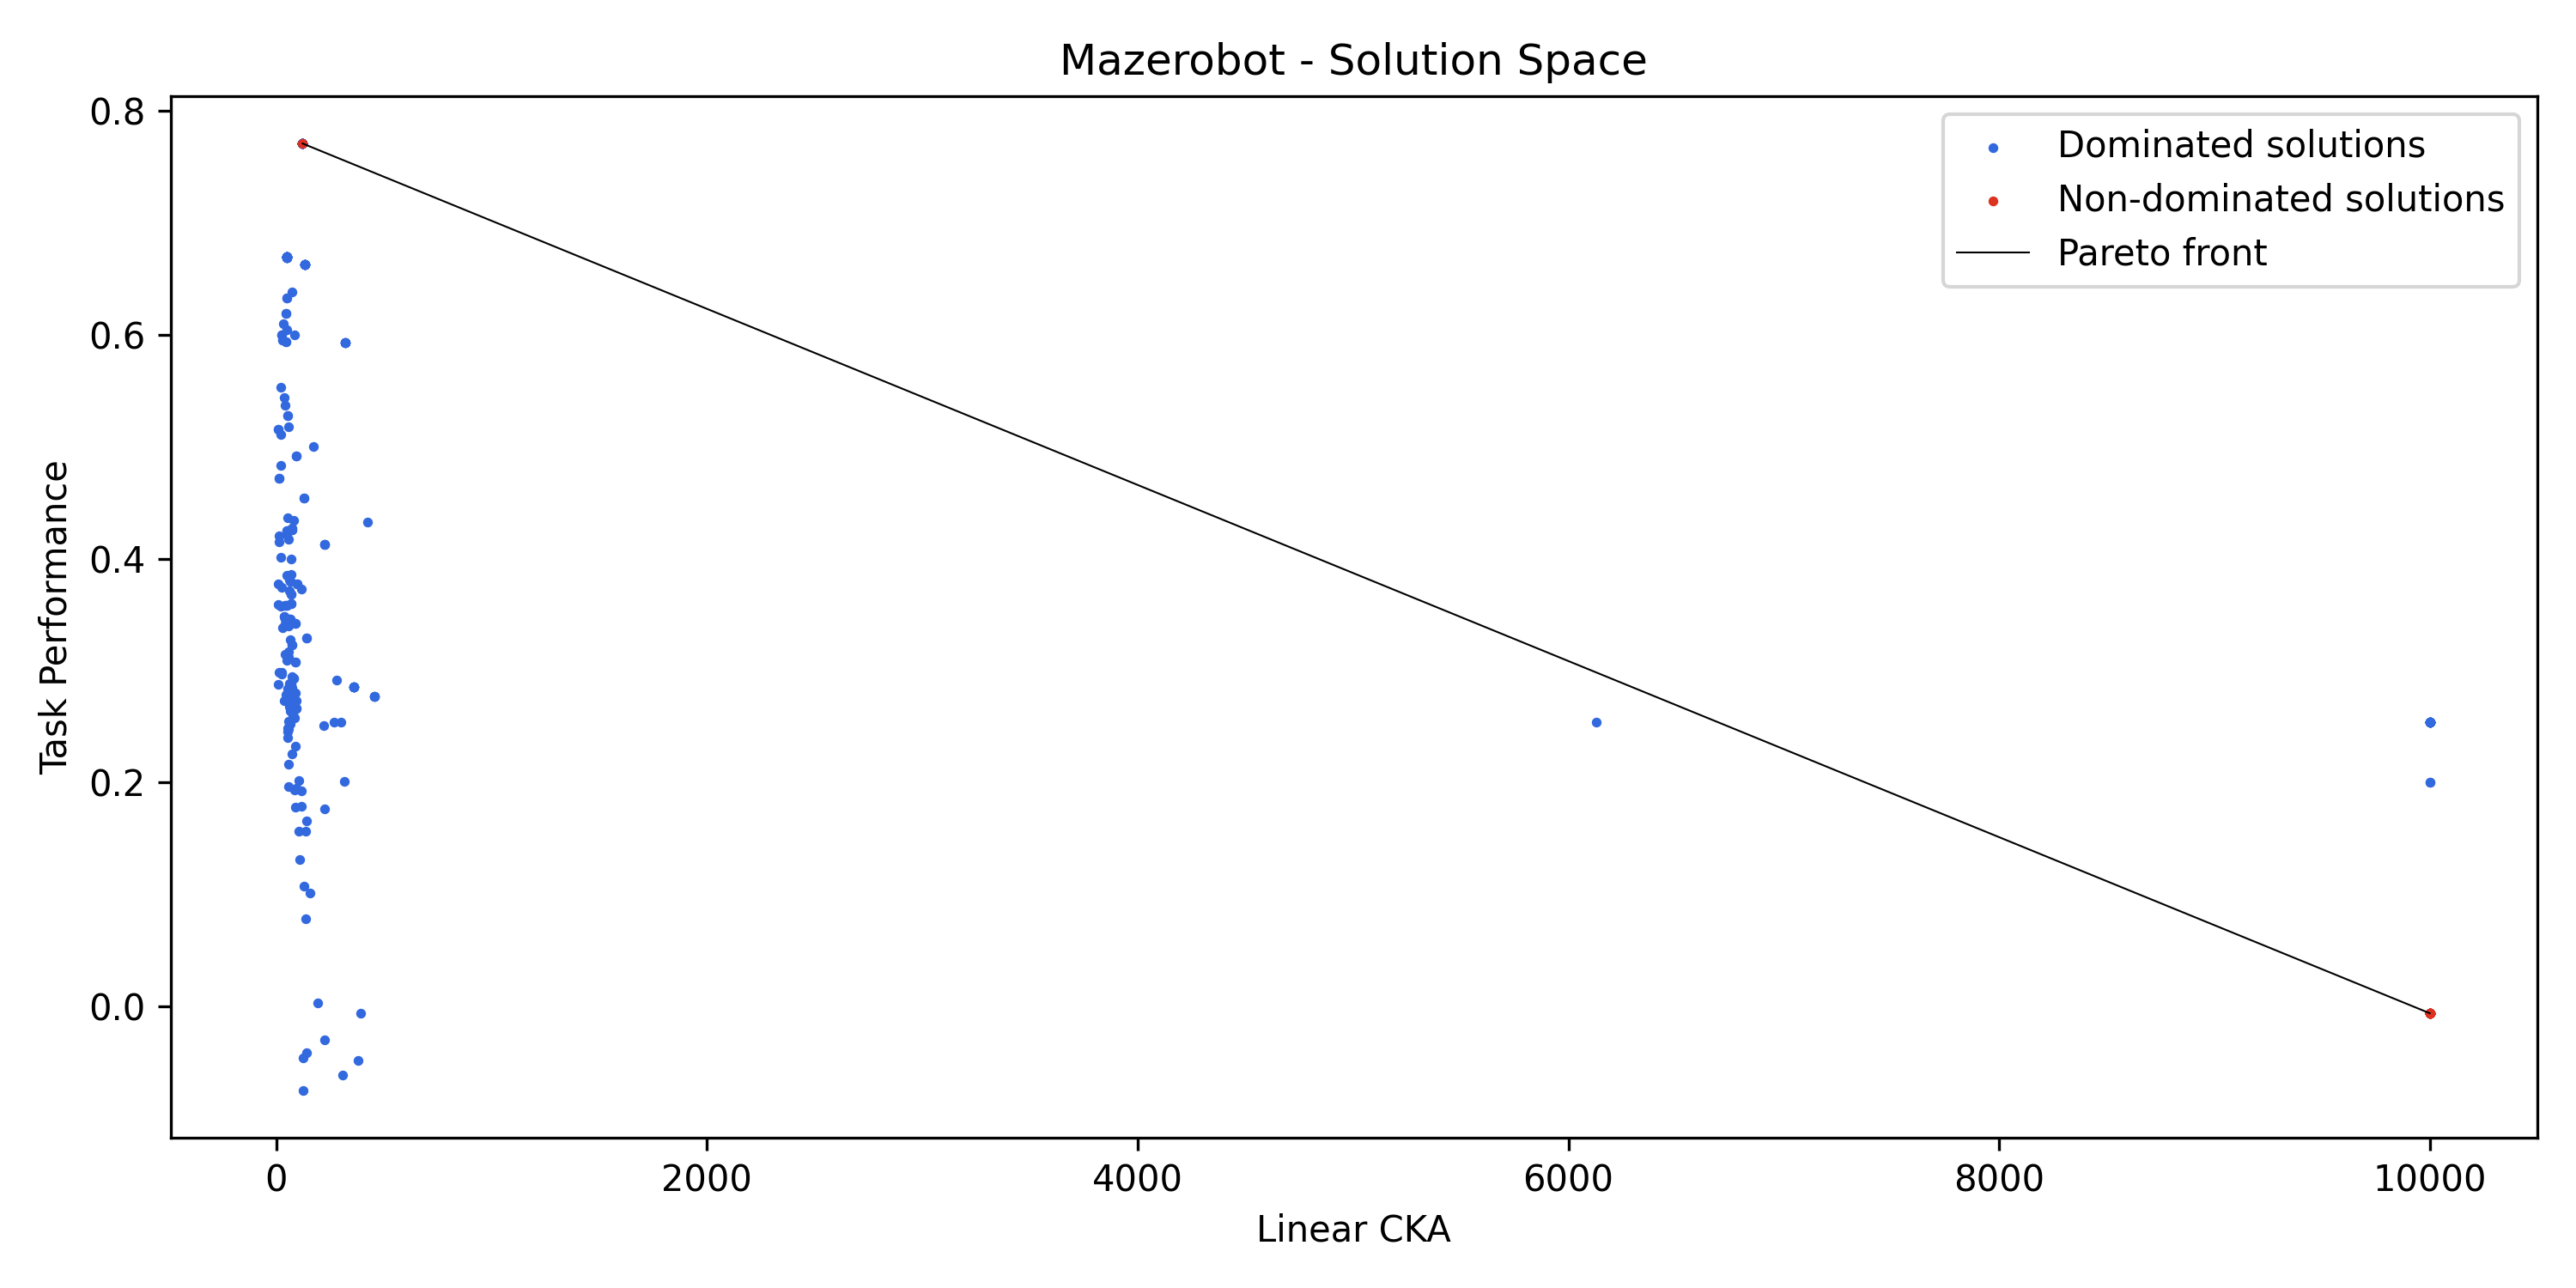 Mazerobot - Solution Space
Dominated solutions
Non-dominated solutions
Pareto front
Task Performance
0.8
0.6
0.4
0.2
0.0
0
2000
4000
6000
8000
10000
Linear CKA